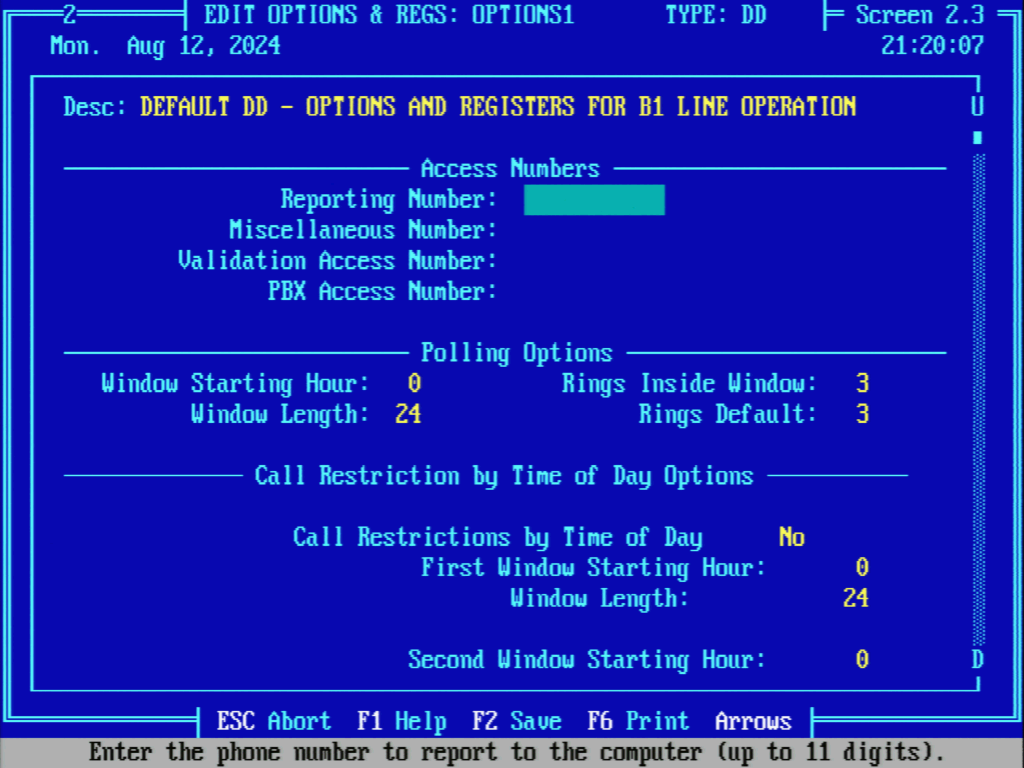 2 EDIT OPTIONS & REGS: OPTIONS1 TYPE: DD Screen 2.3
Mon. Aug 12, 2024 21:20:07
Desc: DEFAULT DD - OPTIONS AND REGISTERS FOR B1 LINE OPERATION U
Access Numbers
Reporting Number:
Miscellaneous Number:
Validation Access Number:
PBX Access Number:
Polling Options
Window Starting Hour: 0 Rings Inside Window: 3
Window Length: 24 Rings Default: 3
Call Restriction by Time of Day Options
Call Restrictions by Time of Day No
First Window Starting Hour: 0
Window Length: 24
Second Window Starting Hour: 0 D
ESC Abort F1 Help F2 Save F6 Print Arrows
Enter the phone number to report to the computer (up to 11 digits).